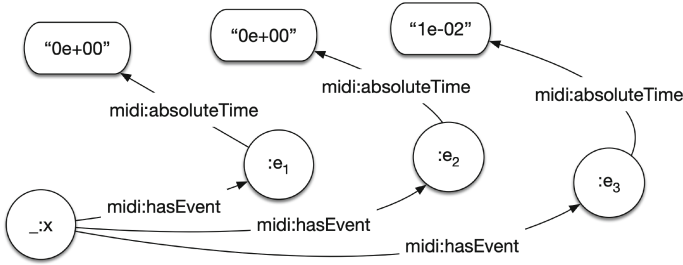 “0e+00”
“0e+00”
“1e-02”
midi:absoluteTime
midi:absoluteTime
midi:absoluteTime
:e1
:e2
:e3
_:x
midi:hasEvent
midi:hasEvent
midi:hasEvent